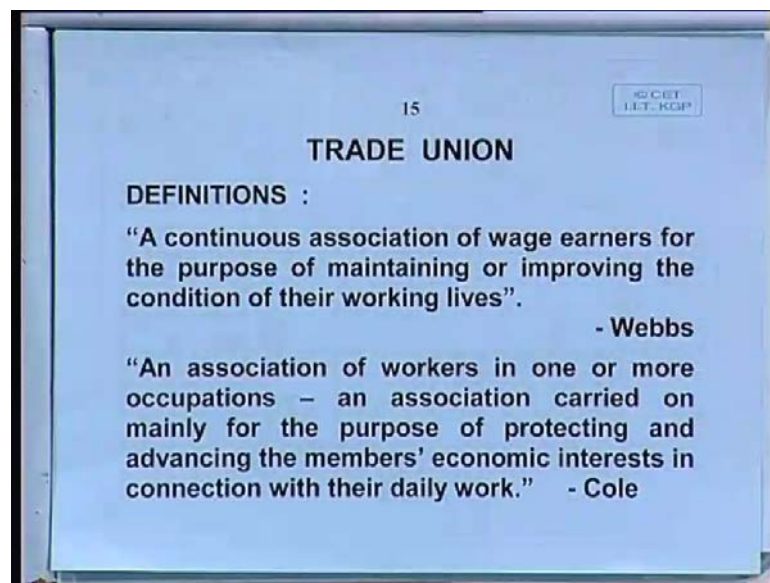 15
© CET
I.I.T. KGP
TRADE UNION
DEFINITIONS :
“A continuous association of wage earners for
the purpose of maintaining or improving the
condition of their working lives”.
- Webbs
“An association of workers in one or more
occupations – an association carried on
mainly for the purpose of protecting and
advancing the members’ economic interests in
connection with their daily work.” - Cole